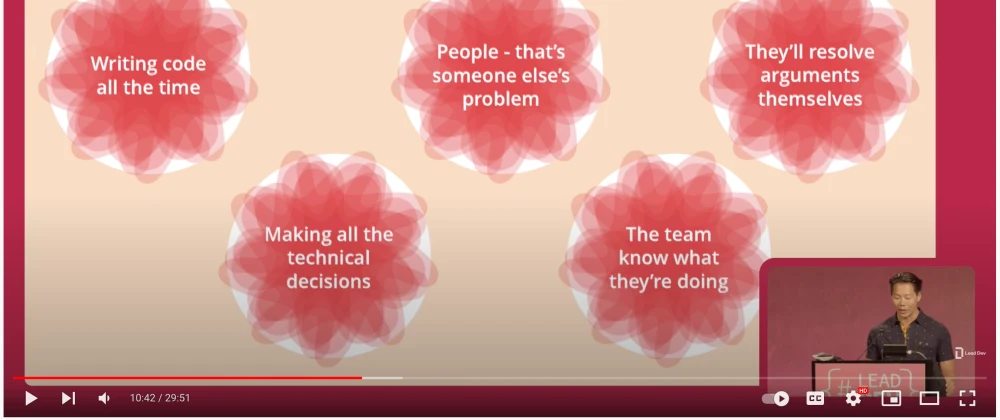 Writing code
all the time
People - that's
someone else's
problem
They'll resolve
arguments
themselves
Making all the
technical
decisions
The team
know what
they're doing
Lead Dev
#LEAD
10:42 / 29:51
CC
HD